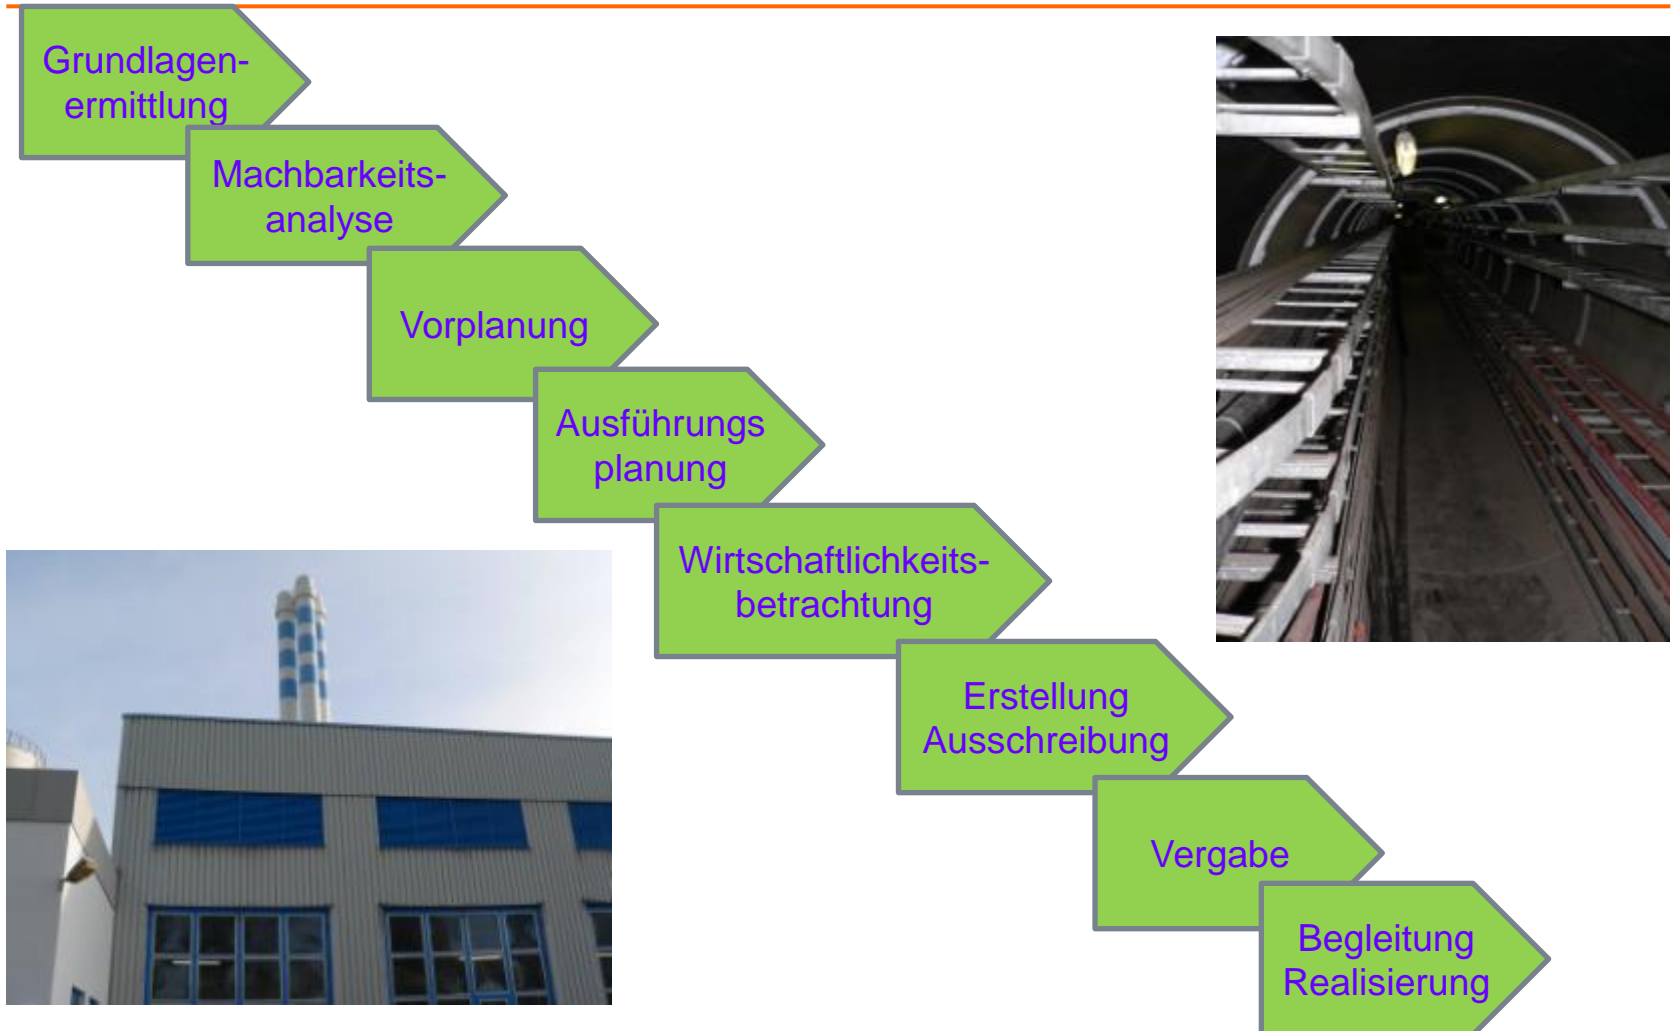 Grundlagen-
ermittlung
Machbarkeits-
analyse
Vorplanung
Ausführungs
planung
Wirtschaftlichkeits-
betrachtung
Erstellung
Ausschreibung
Vergabe
Begleitung
Realisierung